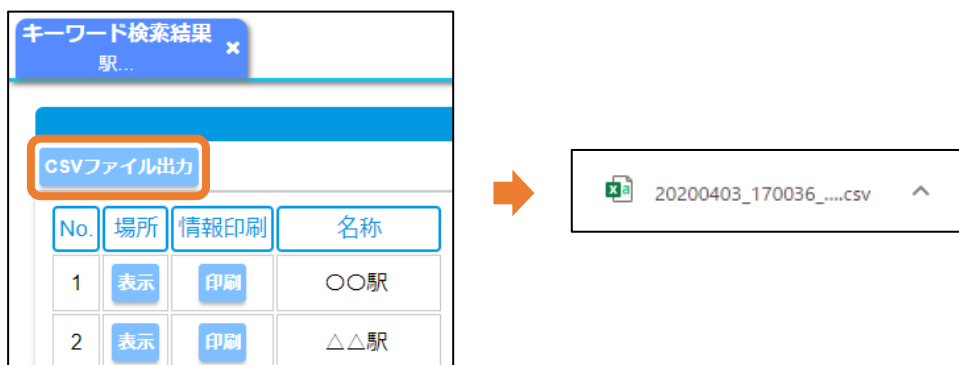 キーワード検索結果 ×
駅...
CSVファイル出力
No. 場所 情報印刷 名称
1 表示 印刷 〇〇駅
2 表示 印刷 △△駅
20200403_170036_....csv